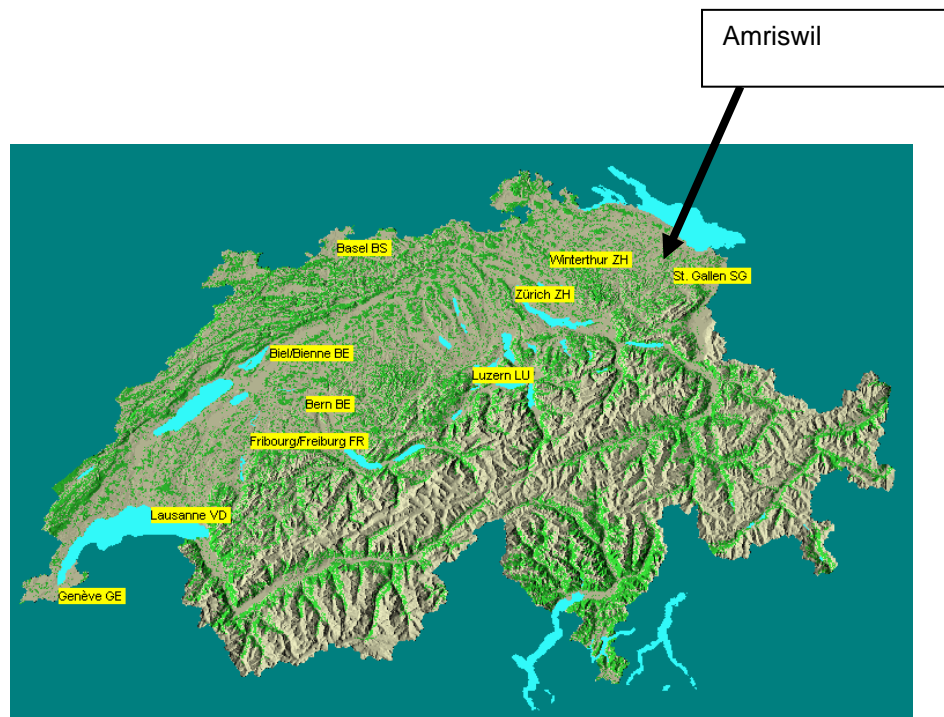 Amriswil
Basel BS
Winterthur ZH
St. Gallen SG
Zürich ZH
Biel/Bienne BE
Luzern LU
Bern BE
Fribourg/Freiburg FR
Lausanne VD
Genève GE